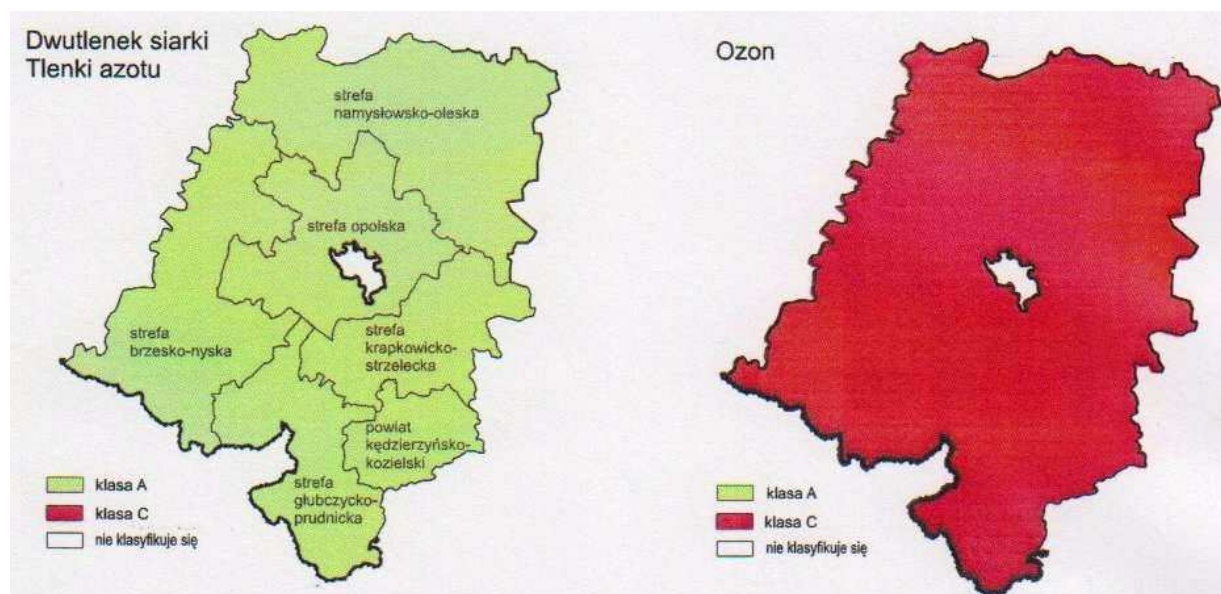 Dwutlenek siarki
Tlenki azotu
strefa
namysłowsko-oleska
strefa opolska
strefa
brzesko-nyska
strefa
krapkowicko-
strzelecka
powiat
kędzierzyńsko-
kozielski
strefa
głubczycko-
prudnicka
klasa A
klasa C
nie klasyfikuje się
Ozon
klasa A
klasa C
nie klasyfikuje się